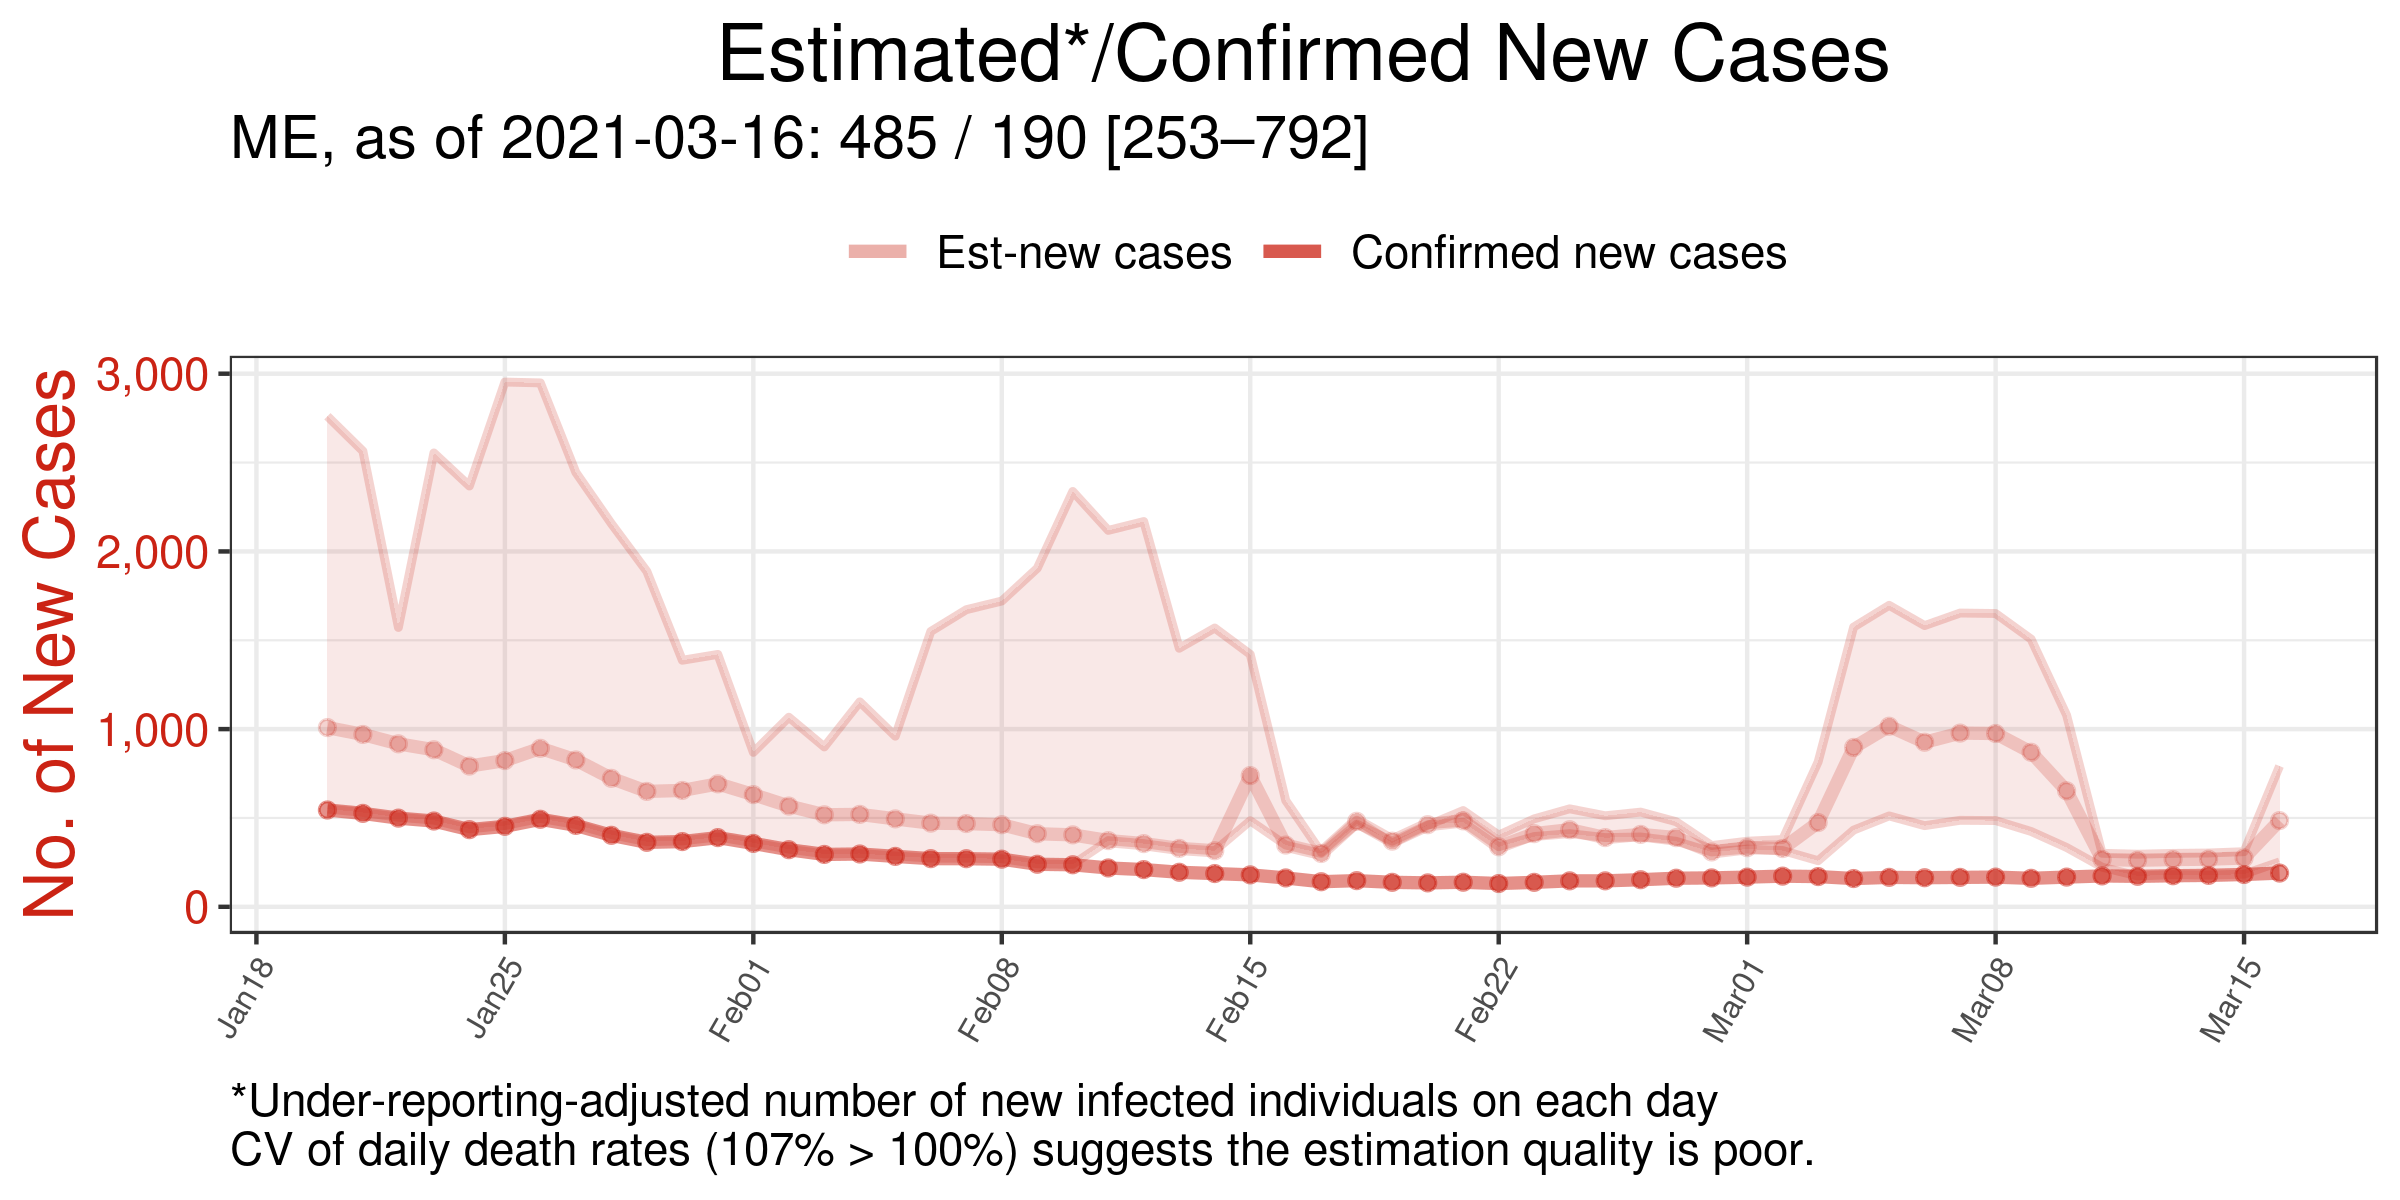 Estimated*/Confirmed New Cases
ME, as of 2021-03-16: 485 / 190 [253–792]
Est-new cases
Confirmed new cases
No. of New Cases
3,000
2,000
1,000
0
Jan18
Jan25
Feb01
Feb08
Feb15
Feb22
Mar01
Mar08
Mar15
*Under-reporting-adjusted number of new infected individuals on each day
CV of daily death rates (107% > 100%) suggests the estimation quality is poor.